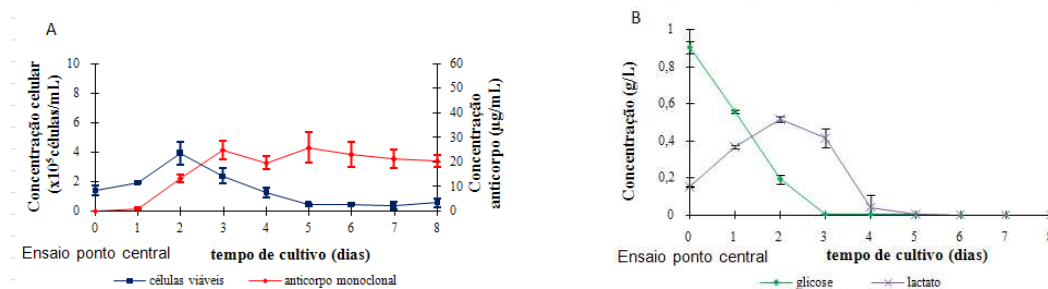 A
Concentração celular
(x10⁵ células/mL)
10
8
6
4
2
0
60
50
40
30
20
10
0
Concentração
anticorpo (µg/mL)
0 1 2 3 4 5 6 7 8
Ensaio ponto central tempo de cultivo (dias)
células viáveis anticorpo monoclonal
B
Concentração (g/L)
1
0,8
0,6
0,4
0,2
0
0 1 2 3 4 5 6 7 8
Ensaio ponto central tempo de cultivo (dias)
glicose lactato